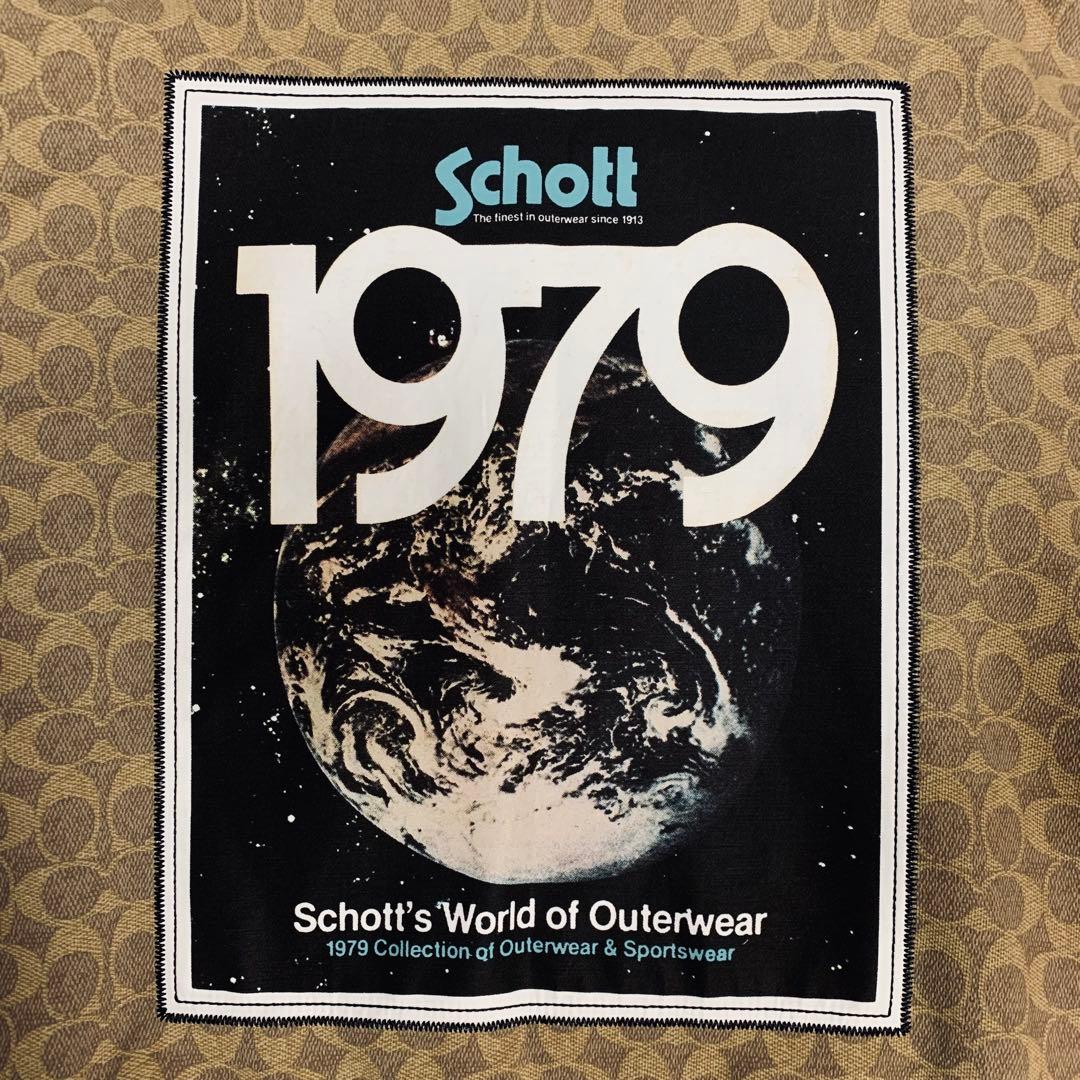 Schott
The finest in outerwear since 1913
1979
Schott's World of Outerwear
1979 Collection of Outerwear & Sportswear